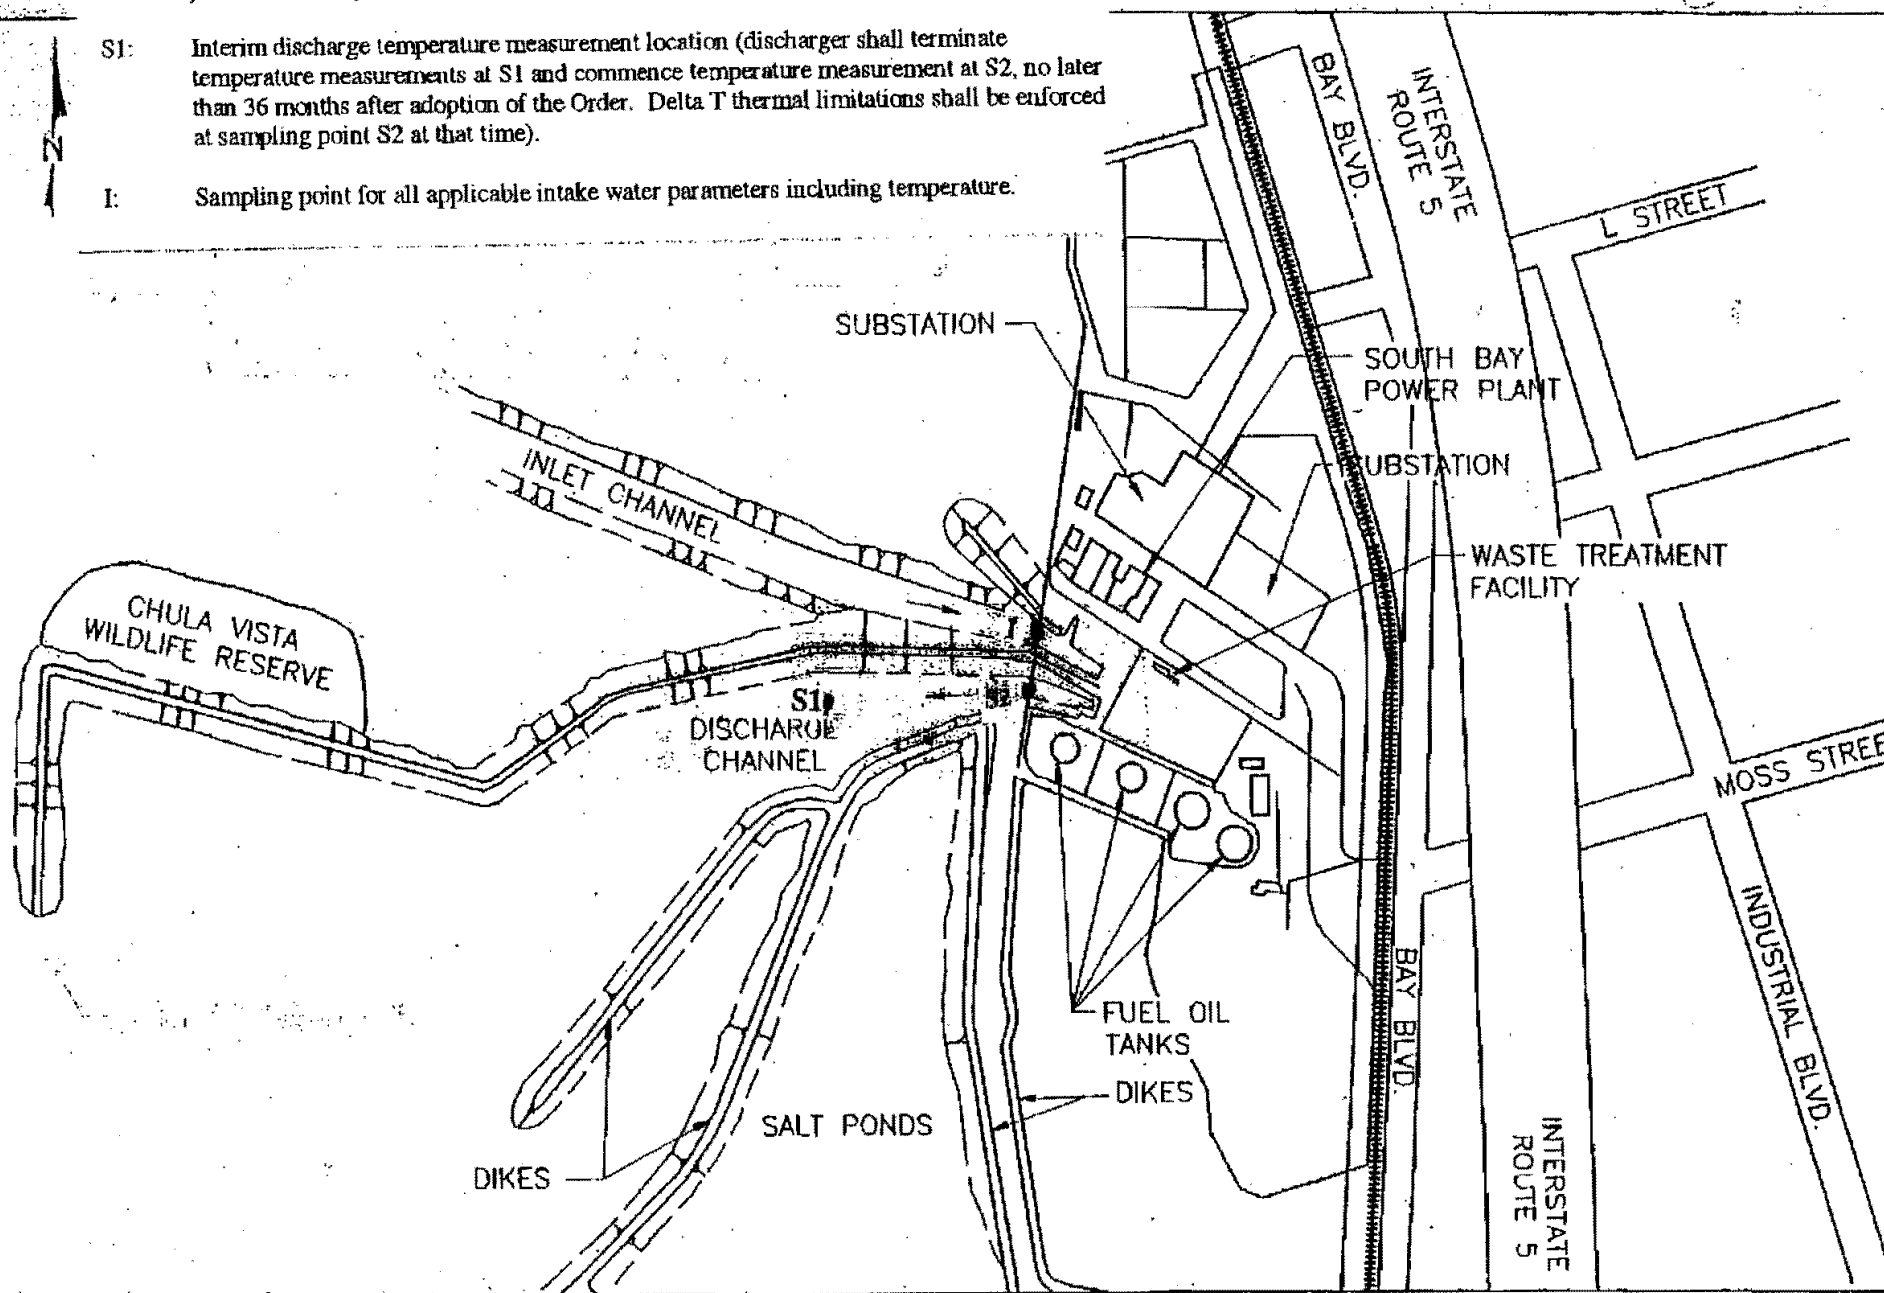 S1: Interim discharge temperature measurement location (discharger shall terminate
temperature measurements at S1 and commence temperature measurement at S2, no later
than 36 months after adoption of the Order. Delta T thermal limitations shall be enforced
at sampling point S2 at that time).
I: Sampling point for all applicable intake water parameters including temperature.
N
BAY BLVD.
INTERSTATE
ROUTE 5
L STREET
SUBSTATION
SOUTH BAY
POWER PLANT
SUBSTATION
INLET CHANNEL
WASTE TREATMENT
FACILITY
CHULA VISTA
WILDLIFE RESERVE
I
S1
DISCHARGE
CHANNEL
MOSS STREE
INDUSTRIAL BLVD.
BAY BLVD.
FUEL OIL
TANKS
DIKES
SALT PONDS
DIKES
INTERSTATE
ROUTE 5